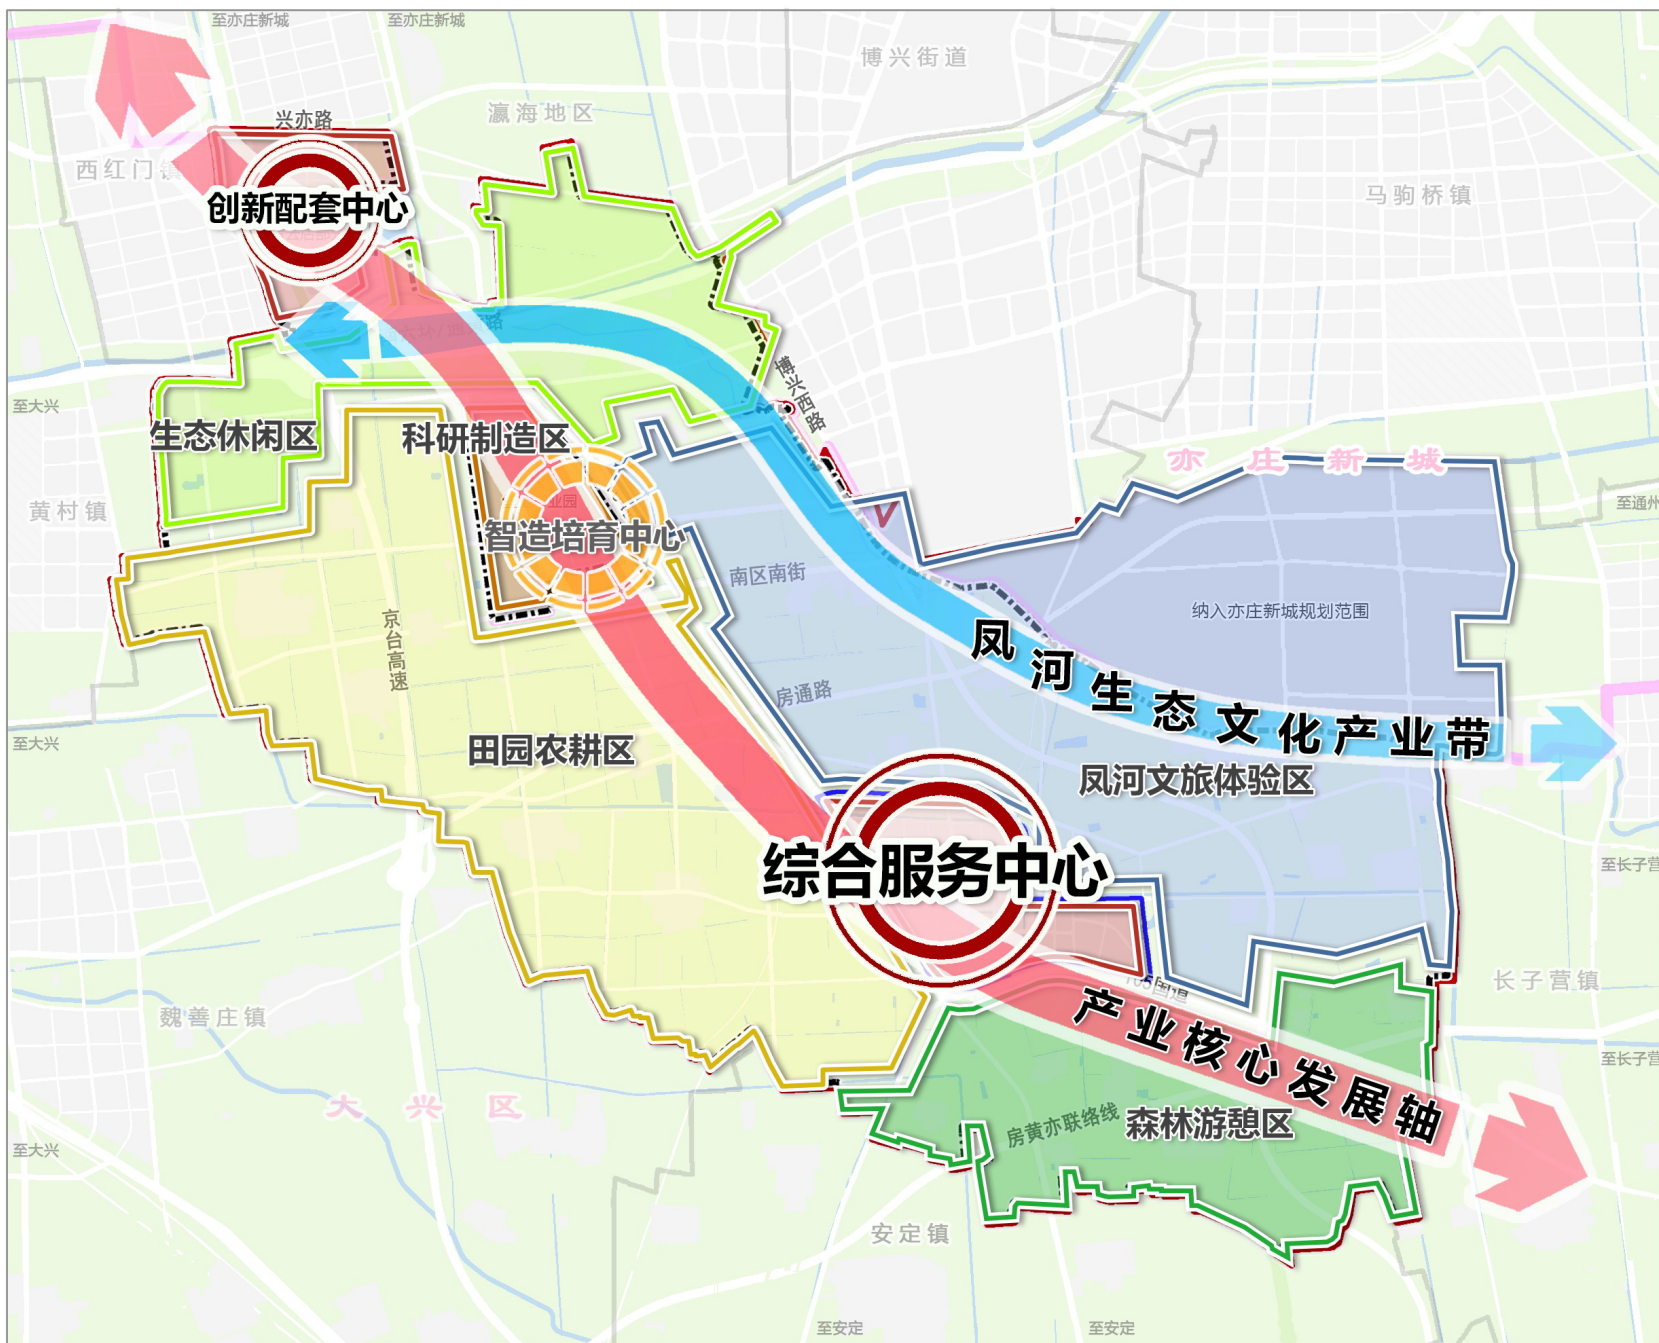 至亦庄新城
至亦庄新城
博兴街道
瀛海地区
兴亦路
西红门镇
马驹桥镇
创新配套中心
博兴西路
至大兴
生态休闲区
科研制造区
亦庄新城
黄村镇
至通州
业园
智造培育中心
南区南街
纳入亦庄新城规划范围
京台高速
凤河生态文化产业带
房通路
至大兴
田园农耕区
凤河文旅体验区
综合服务中心
至长子营
长子营镇
105国道
魏善庄镇
产业核心发展轴
至长子营
大兴区
房黄亦联络线
森林游憩区
至大兴
安定镇
至安定
至安定